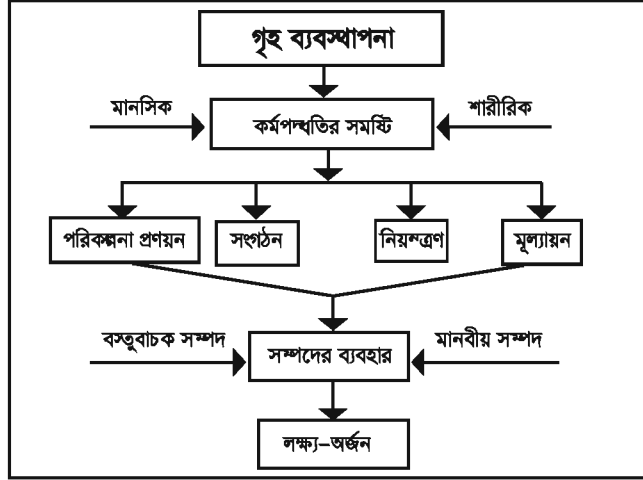 গৃহ ব্যবস্থাপনা
মানসিক
কর্মপদ্ধতির সমষ্টি
শারীরিক
পরিকল্পনা প্রণয়ন
সংগঠন
নিয়ন্ত্রণ
মূল্যায়ন
বস্তুবাচক সম্পদ
সম্পদের ব্যবহার
মানবীয় সম্পদ
লক্ষ্য-অর্জন